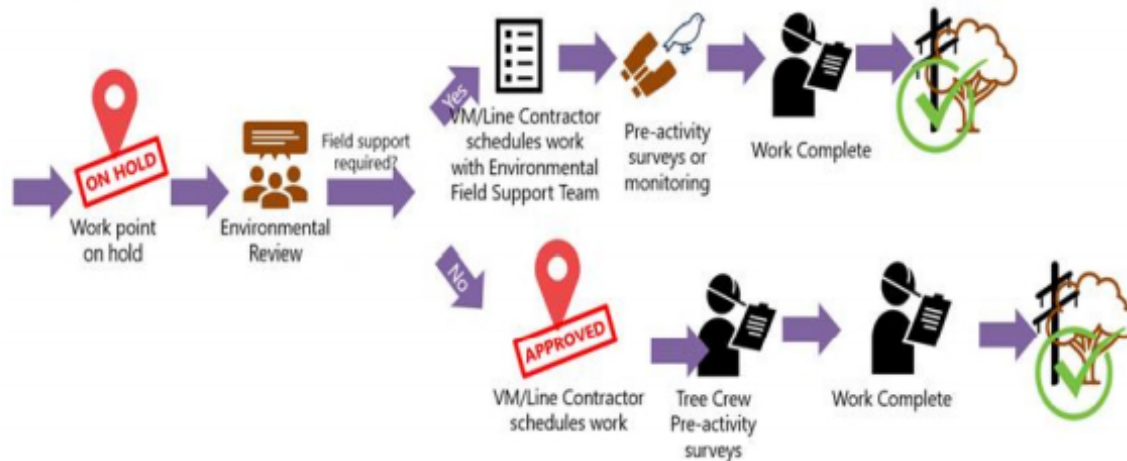 ON HOLD
Work point
on hold
Environmental
Review
Field support
required?
Yes
VM/Line Contractor
schedules work
with Environmental
Field Support Team
Pre-activity
surveys or
monitoring
Work Complete
No
APPROVED
VM/Line Contractor
schedules work
Tree Crew
Pre-activity
surveys
Work Complete